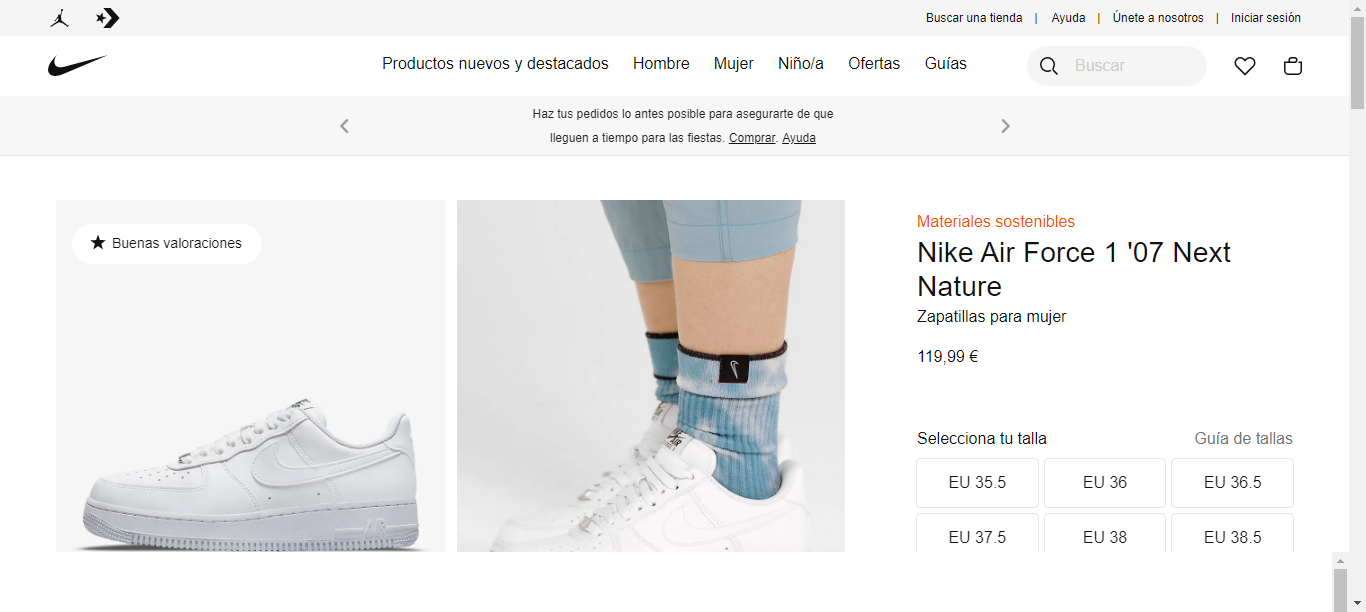 Buscar una tienda | Ayuda | Únete a nosotros | Iniciar sesión
Productos nuevos y destacados Hombre Mujer Niño/a Ofertas Guías Buscar
Haz tus pedidos lo antes posible para asegurarte de que
lleguen a tiempo para las fiestas. Comprar. Ayuda
Buenas valoraciones
Materiales sostenibles
Nike Air Force 1 '07 Next
Nature
Zapatillas para mujer
119,99 €
Selecciona tu talla Guía de tallas
EU 35.5 EU 36 EU 36.5
EU 37.5 EU 38 EU 38.5